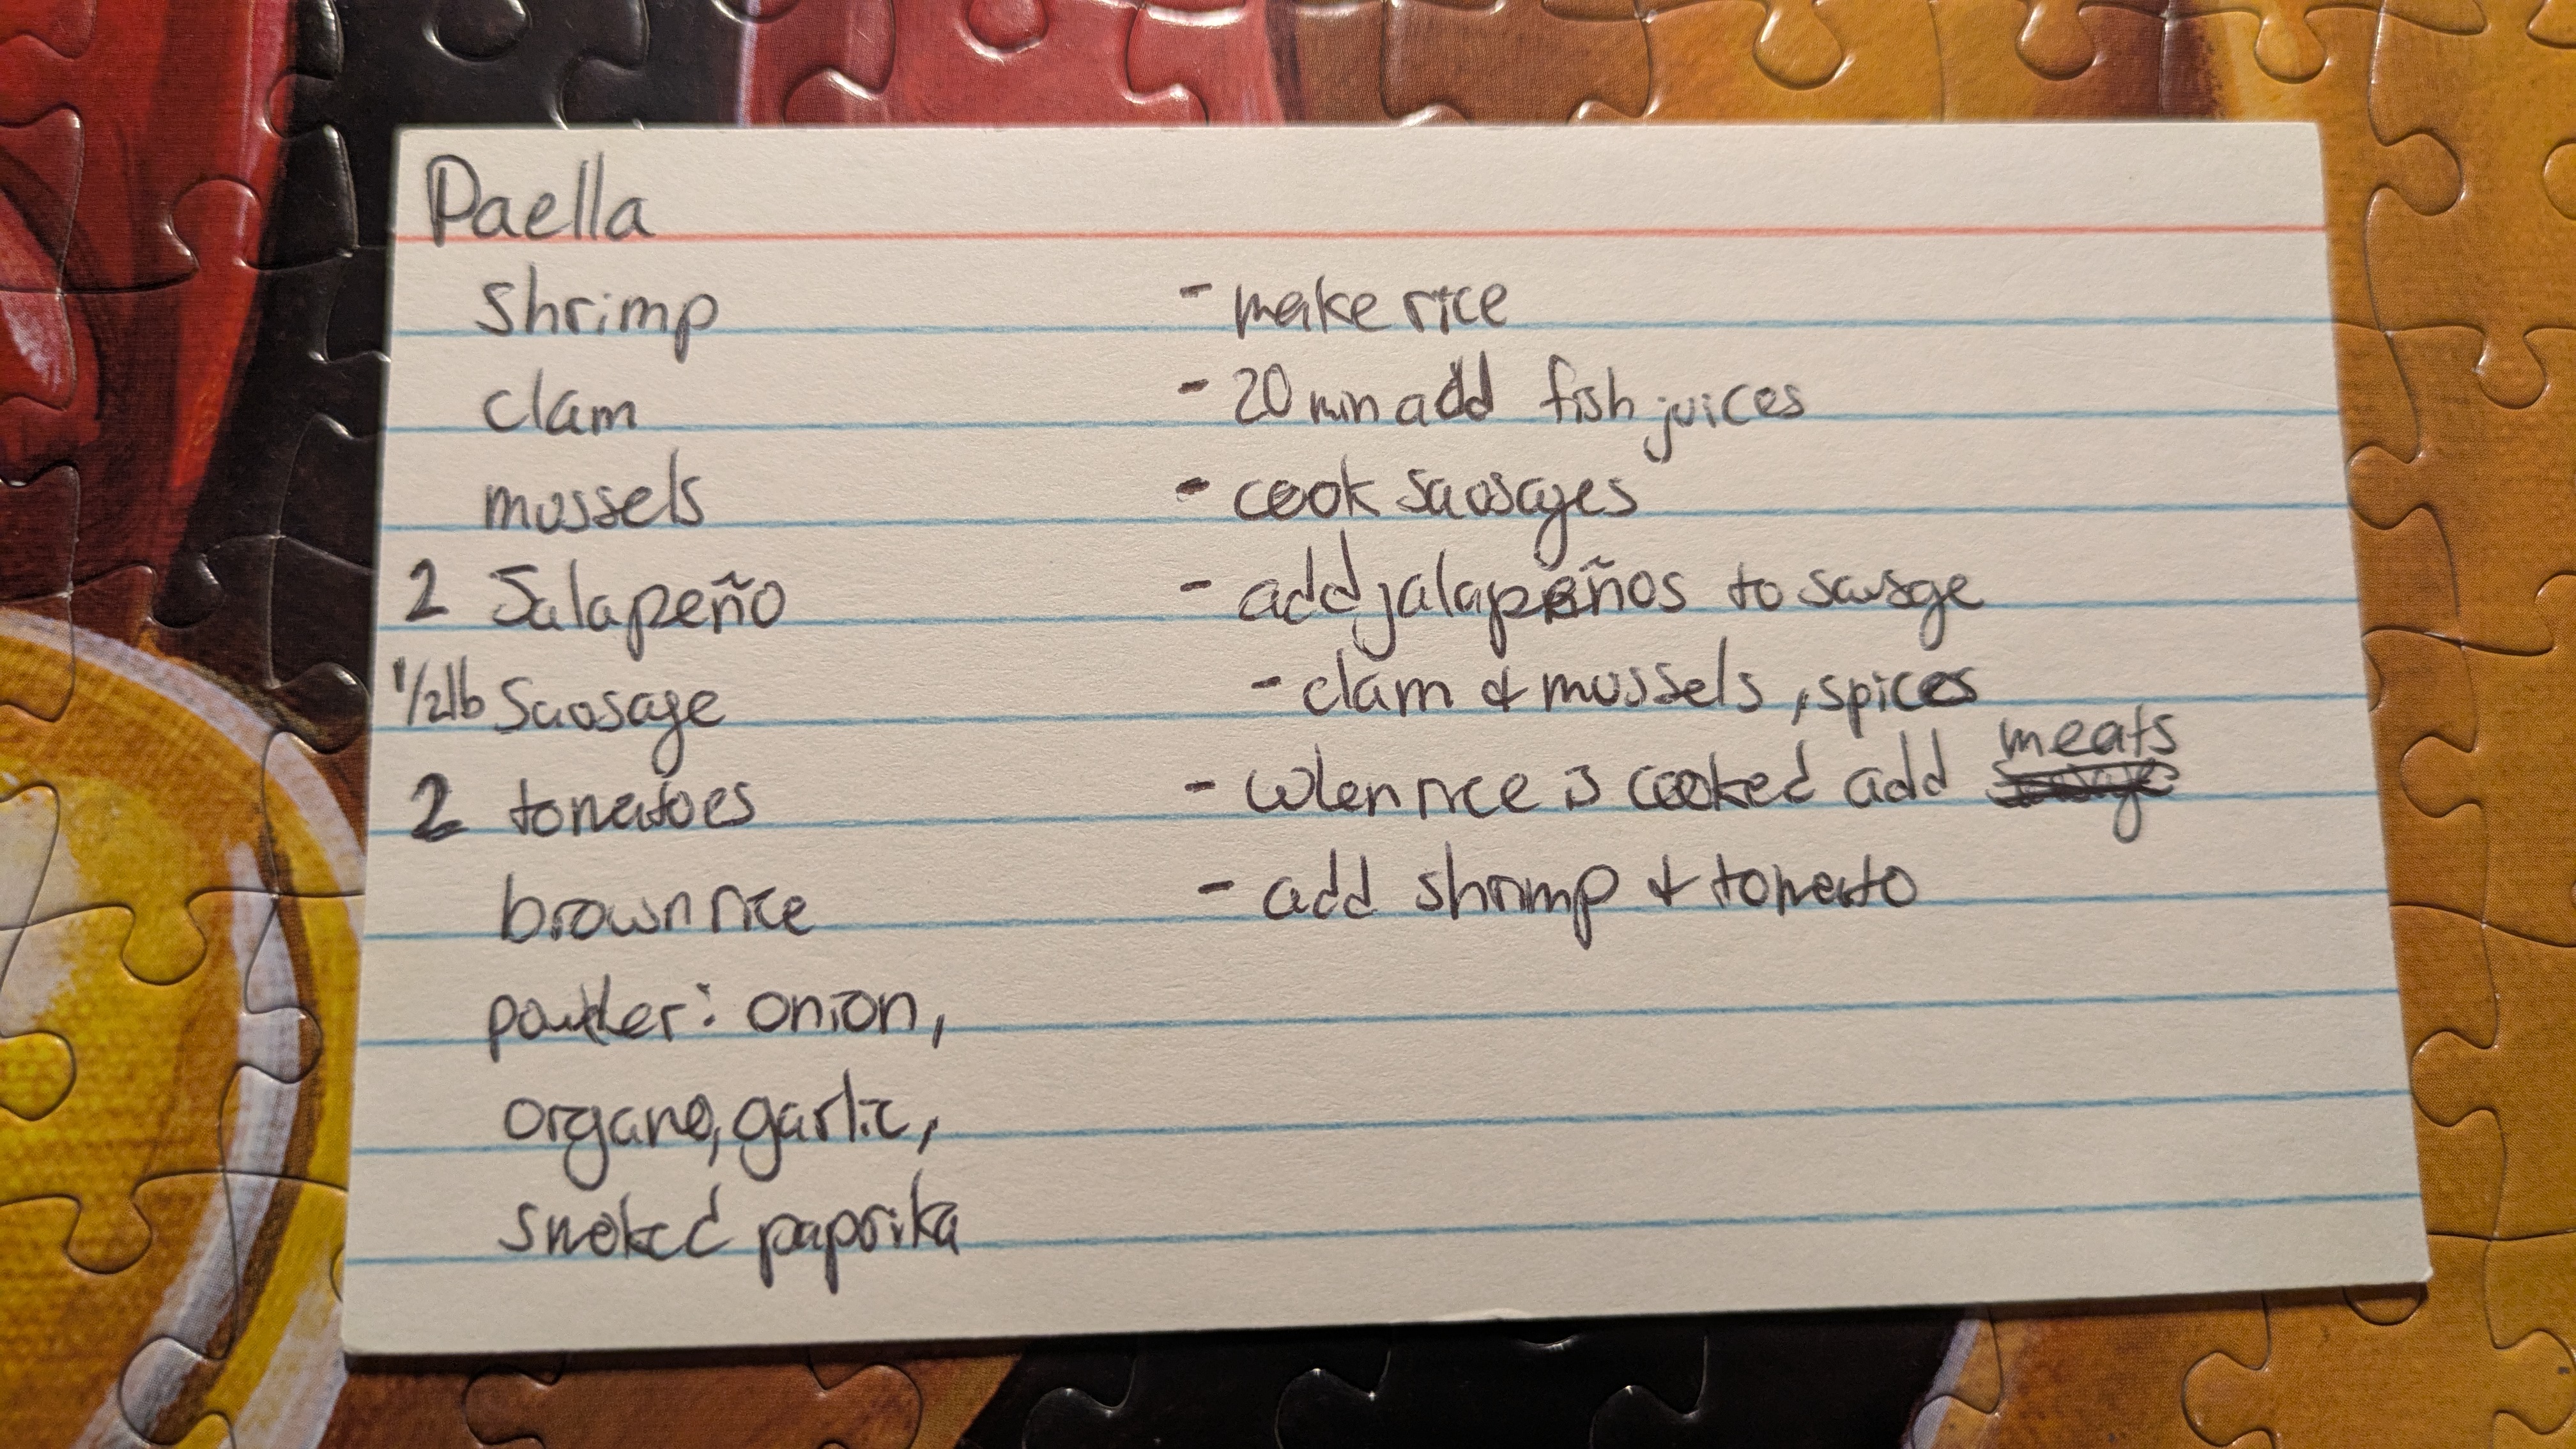 Paella
shrimp
clam
mussels
2 Jalapeño
1/2lb Sausage
2 tomatoes
brown rice
powder: onion,
organo, garlic,
smoked paprika
- make rice
- 20 min add fish juices
- cook sausages
- add jalapeños to sausge
- clam & mussels, spices
meats
- when rice is cooked add sausage
- add shrimp & tomato